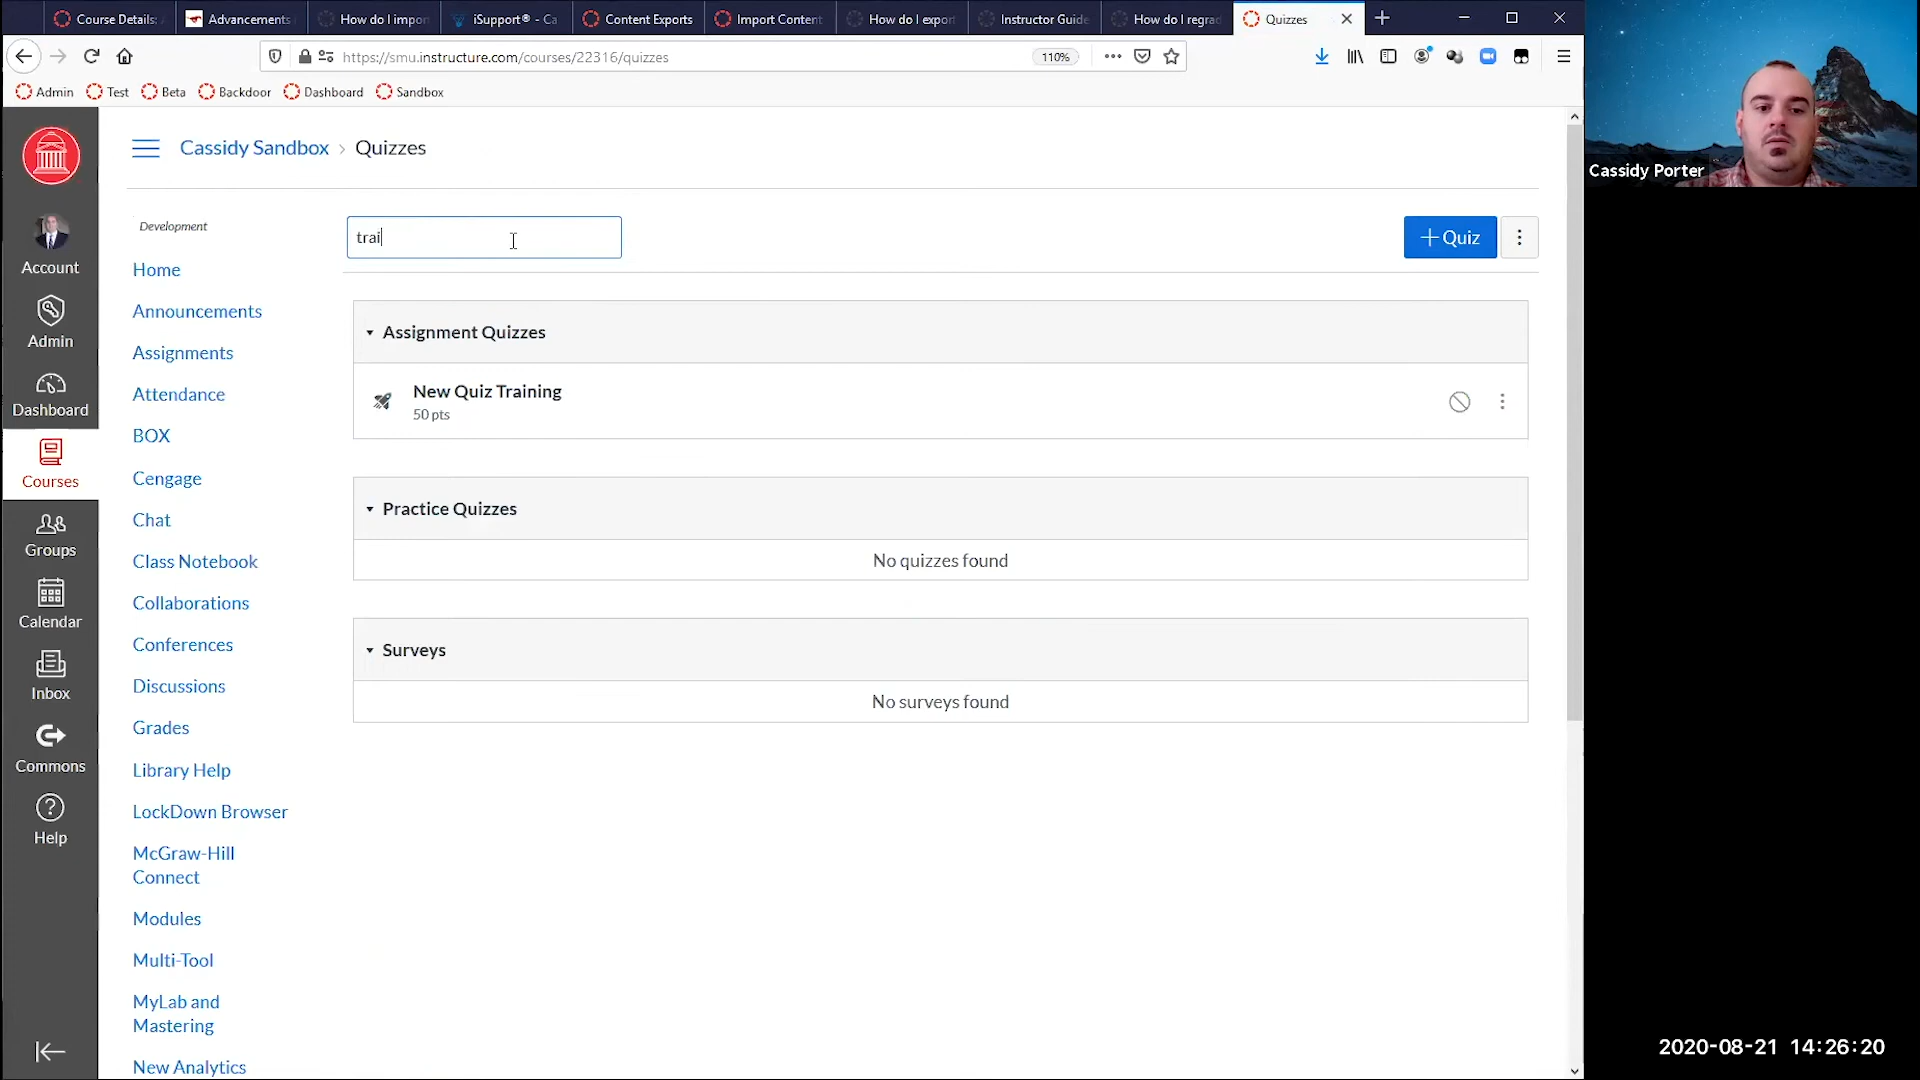 Course Details:
Advancements
How do I impor
iSupport® - Ca
Content Exports
Import Content
How do I export
Instructor Guide
How do I regrad
Quizzes
https://smu.instructure.com/courses/22316/quizzes
110%
Admin
Test
Beta
Backdoor
Dashboard
Sandbox
Cassidy Porter
Cassidy Sandbox › Quizzes
Account
Admin
Dashboard
Courses
Groups
Calendar
Inbox
Commons
Help
Development
Home
Announcements
Assignments
Attendance
BOX
Cengage
Chat
Class Notebook
Collaborations
Conferences
Discussions
Grades
Library Help
LockDown Browser
McGraw-Hill
Connect
Modules
Multi-Tool
MyLab and
Mastering
New Analytics
trai
+ Quiz
Assignment Quizzes
New Quiz Training
50 pts
Practice Quizzes
No quizzes found
Surveys
No surveys found
2020-08-21 14:26:20